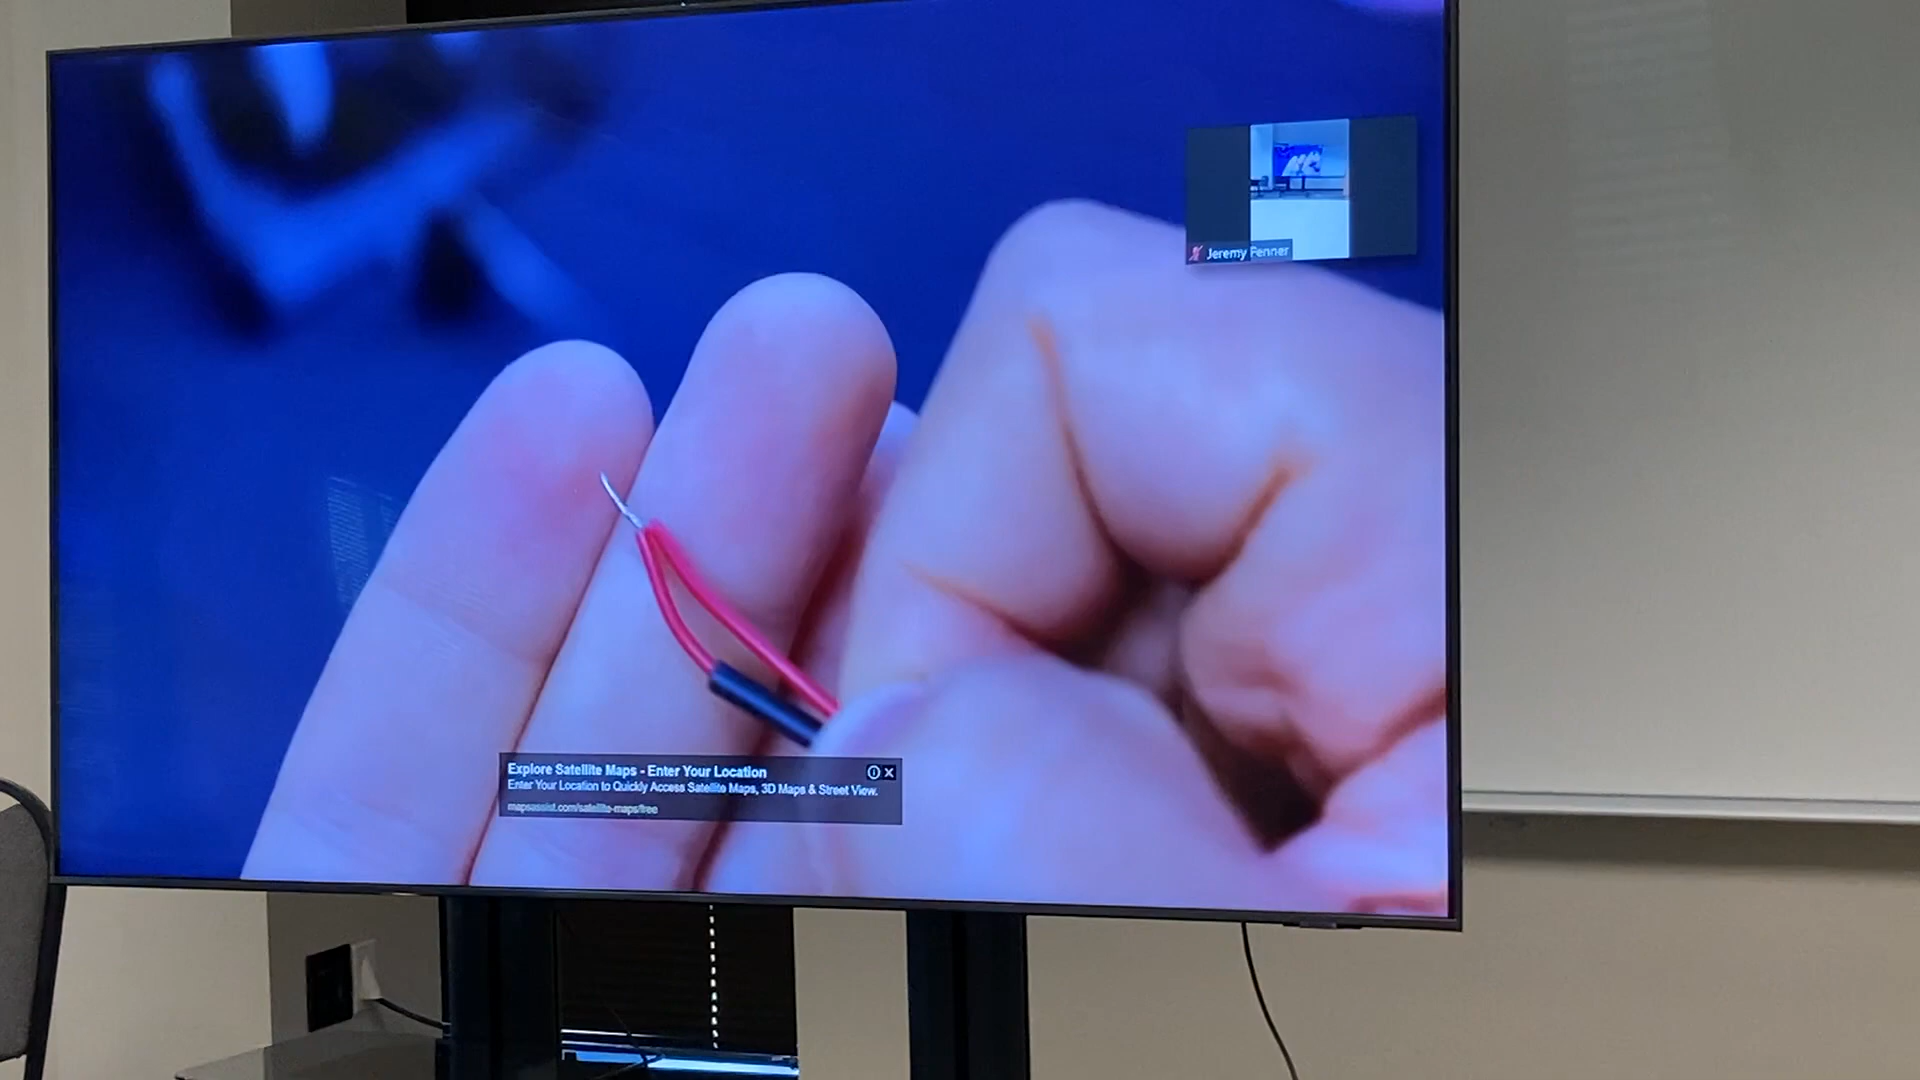 Jeremy Fenner
Explore Satellite Maps - Enter Your Location
Enter Your Location to Quickly Access Satellite Maps, 3D Maps & Street View.
mapsassist.com/satellite-maps/free